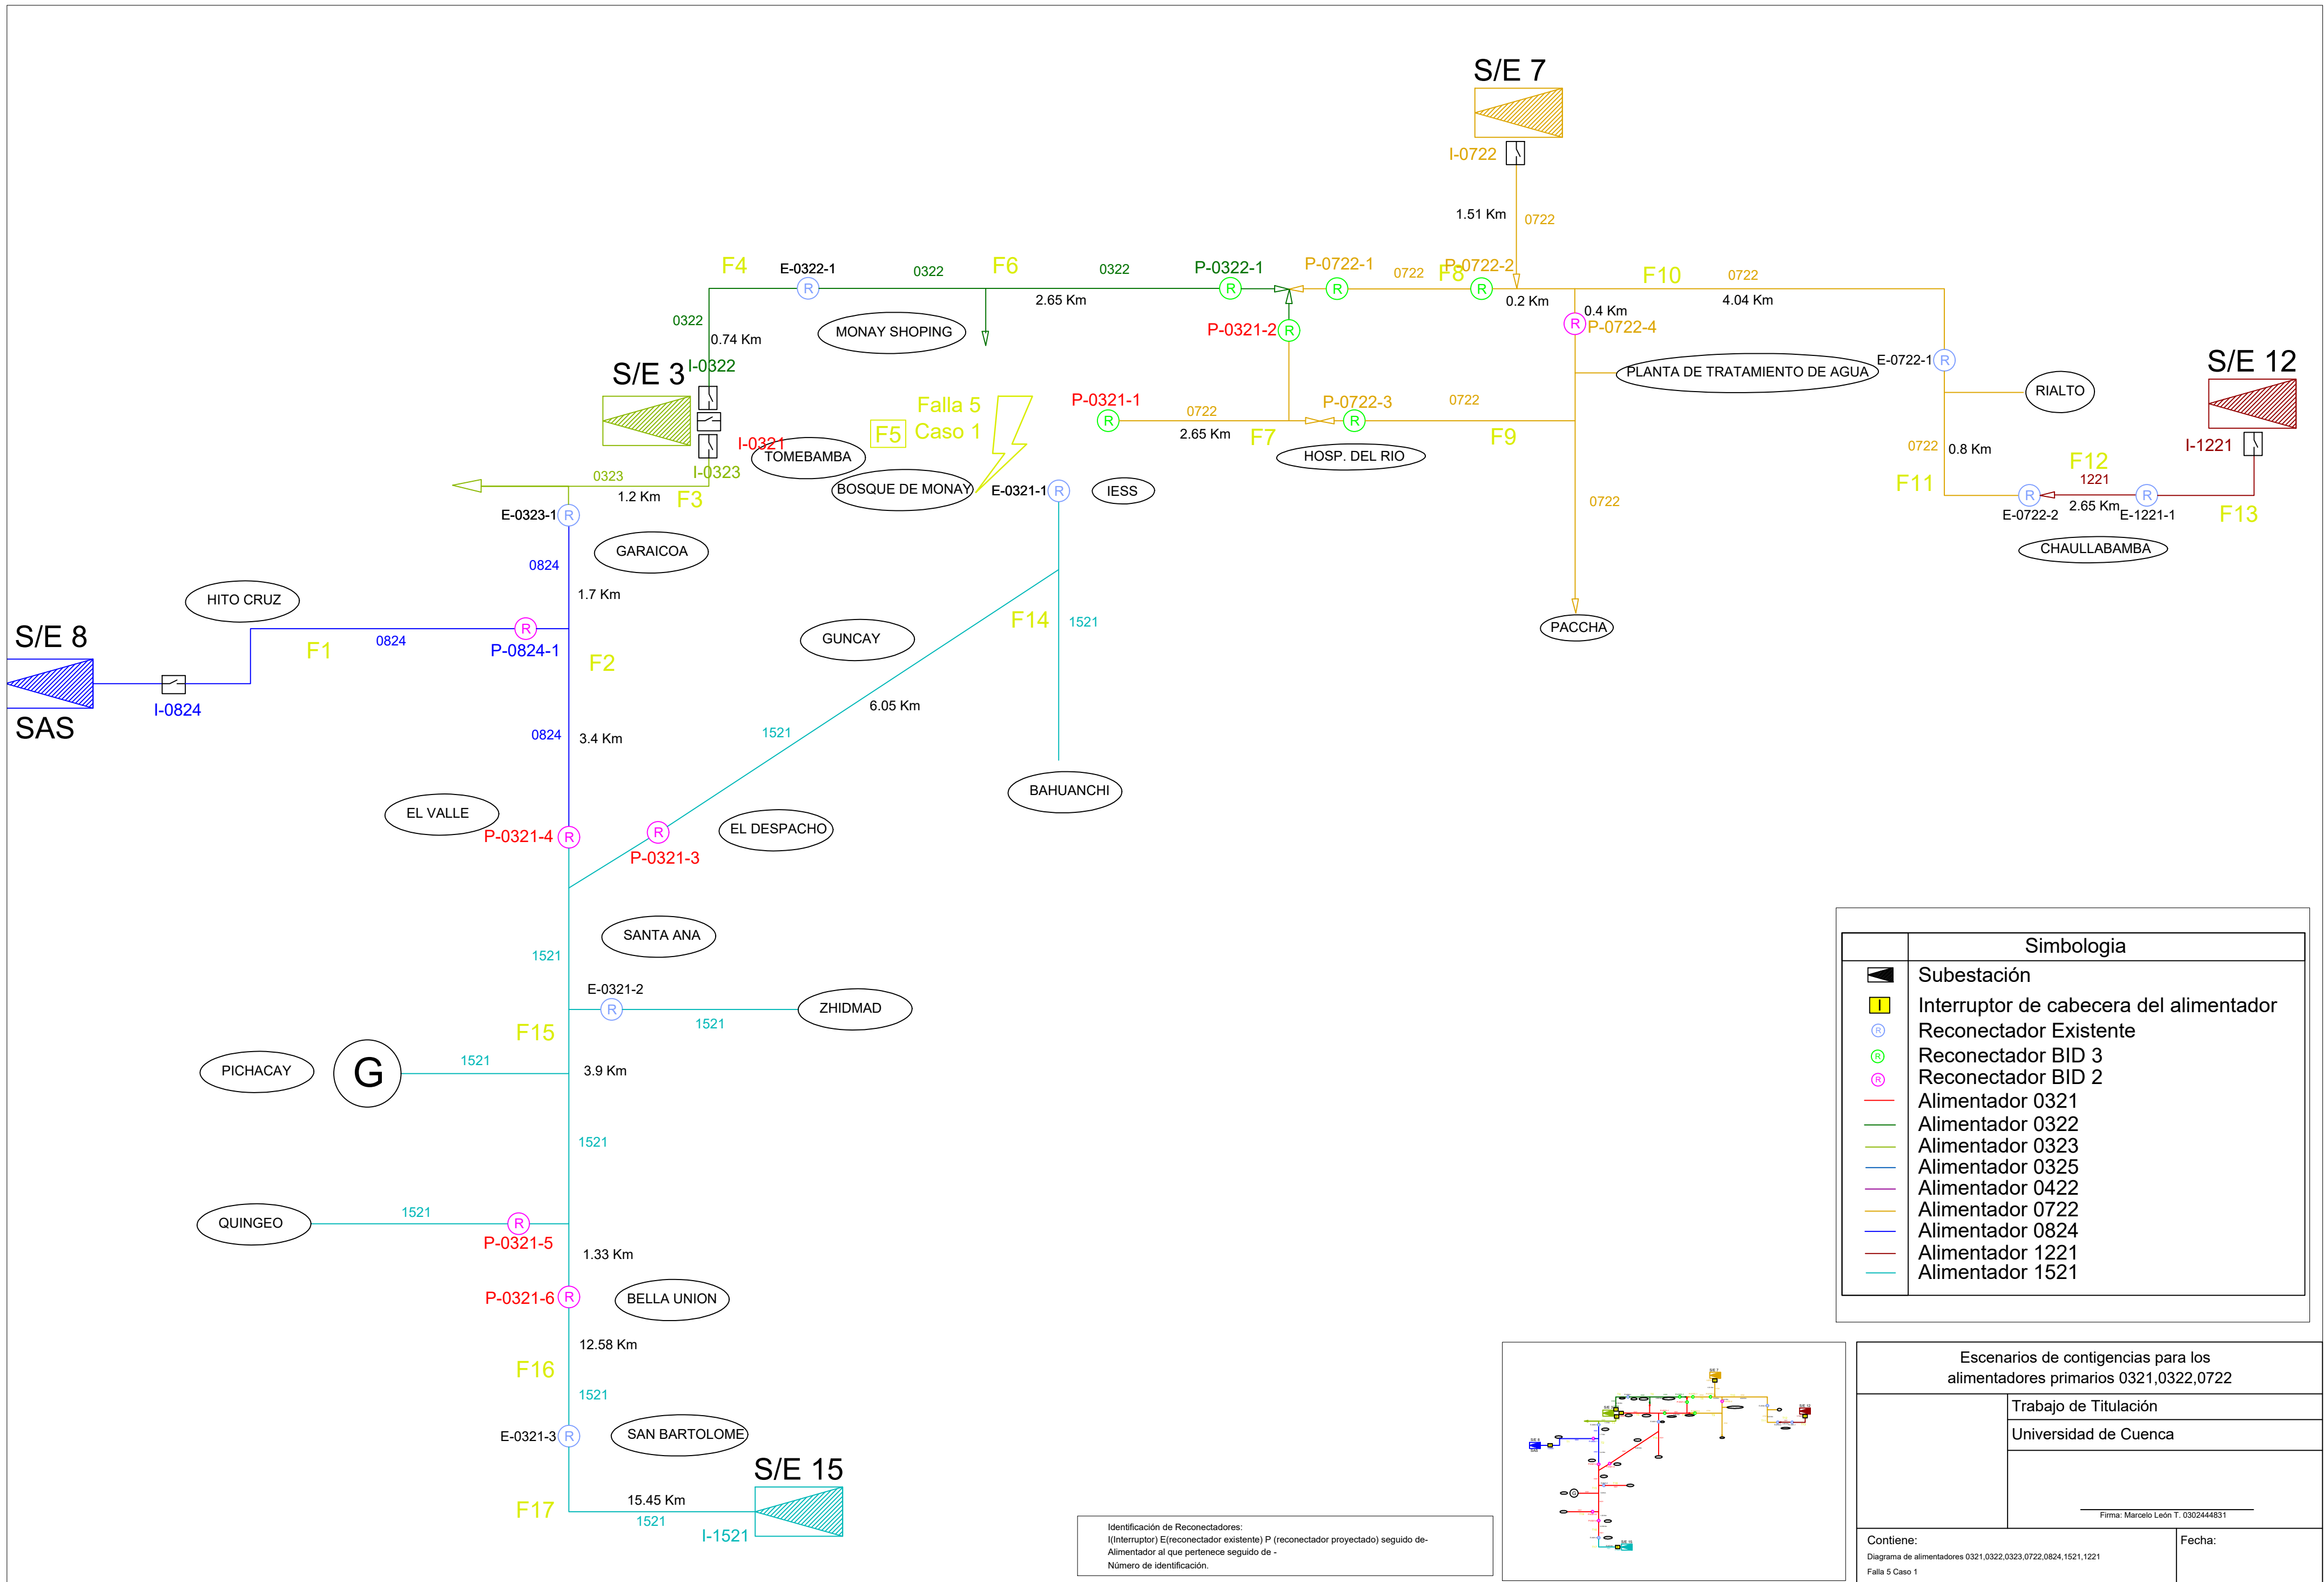 S/E 7
I-0722
1.51 Km
0722
F4
E-0322-1
0322
F6
0322
P-0322-1
P-0722-1
0722
F8
P-0722-2
F10
0722
2.65 Km
0.2 Km
0.4 Km
4.04 Km
0322
0.74 Km
MONAY SHOPING
P-0321-2
P-0722-4
I-0322
S/E 3
PLANTA DE TRATAMIENTO DE AGUA
E-0722-1
RIALTO
S/E 12
Falla 5
F5
Caso 1
P-0321-1
0722
2.65 Km
F7
P-0722-3
0722
F9
I-0321
TOMEBAMBA
I-0323
HOSP. DEL RIO
0722
0.8 Km
I-1221
F12
1221
F11
0323
1.2 Km
F3
BOSQUE DE MONAY
E-0321-1
IESS
0722
E-0722-2
2.65 Km
E-1221-1
F13
E-0323-1
GARAICOA
CHAULLABAMBA
0824
1.7 Km
HITO CRUZ
S/E 8
F1
0824
P-0824-1
F2
GUNCAY
F14
1521
PACCHA
I-0824
SAS
0824
3.4 Km
6.05 Km
1521
BAHUANCHI
EL VALLE
P-0321-4
EL DESPACHO
P-0321-3
SANTA ANA
1521
E-0321-2
ZHIDMAD
1521
F15
PICHACAY
G
1521
3.9 Km
1521
QUINGEO
1521
P-0321-5
1.33 Km
P-0321-6
BELLA UNION
12.58 Km
F16
1521
E-0321-3
SAN BARTOLOME
S/E 15
F17
15.45 Km
1521
I-1521
Simbologia
Subestación
I
Interruptor de cabecera del alimentador
R
Reconectador Existente
R
Reconectador BID 3
R
Reconectador BID 2
Alimentador 0321
Alimentador 0322
Alimentador 0323
Alimentador 0325
Alimentador 0422
Alimentador 0722
Alimentador 0824
Alimentador 1221
Alimentador 1521
Identificación de Reconectadores:
I(Interruptor) E(reconectador existente) P (reconectador proyectado) seguido de-
Alimentador al que pertenece seguido de -
Número de identificación.
Escenarios de contigencias para los
alimentadores primarios 0321,0322,0722
Trabajo de Titulación
Universidad de Cuenca
Firma: Marcelo León T. 0302444831
Contiene:
Diagrama de alimentadores 0321,0322,0323,0722,0824,1521,1221
Falla 5 Caso 1
Fecha: